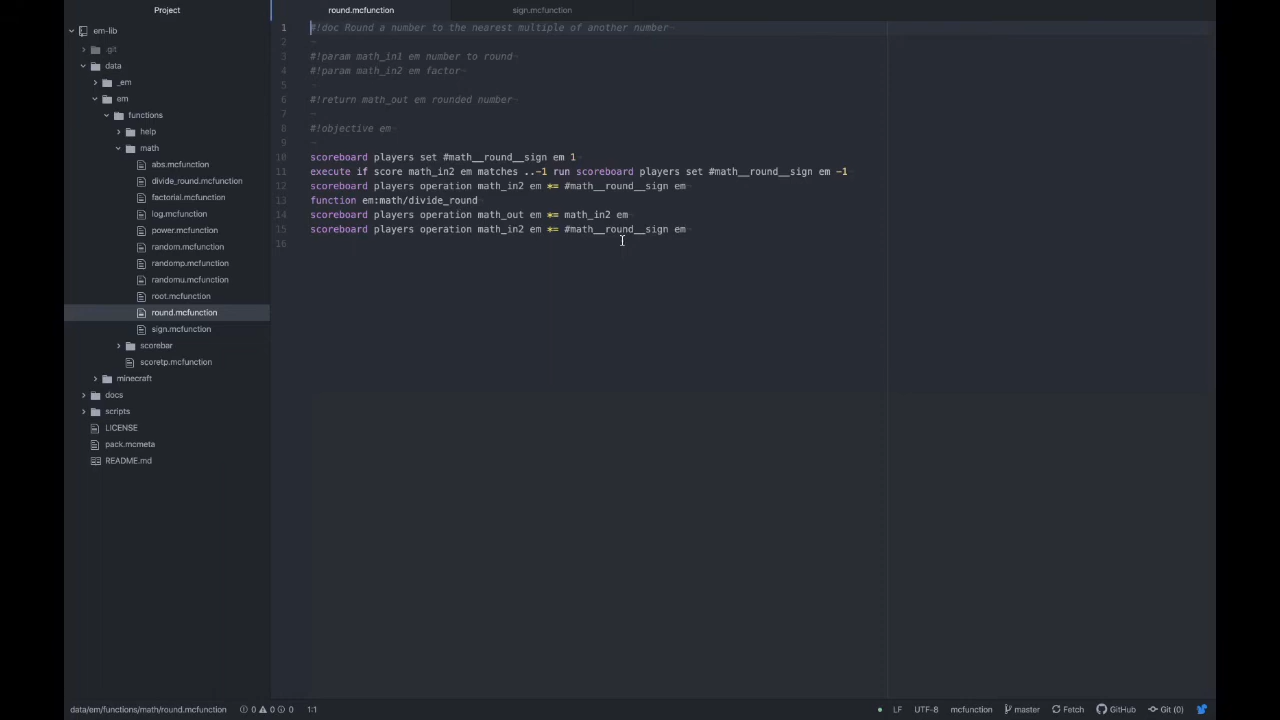 Project
em-lib
.git
data
_em
em
functions
help
math
abs.mcfunction
divide_round.mcfunction
factorial.mcfunction
log.mcfunction
power.mcfunction
random.mcfunction
randomp.mcfunction
randomu.mcfunction
root.mcfunction
round.mcfunction
sign.mcfunction
scorebar
scoretp.mcfunction
minecraft
docs
scripts
LICENSE
pack.mcmeta
README.md
round.mcfunction sign.mcfunction
1 #!doc Round a number to the nearest multiple of another number
2
3 #!param math_in1 em number to round
4 #!param math_in2 em factor
5
6 #!return math_out em rounded number
7
8 #!objective em
9
10 scoreboard players set #math__round__sign em 1
11 execute if score math_in2 em matches ..-1 run scoreboard players set #math__round__sign em -1
12 scoreboard players operation math_in2 em *= #math__round__sign em
13 function em:math/divide_round
14 scoreboard players operation math_out em *= math_in2 em
15 scoreboard players operation math_in2 em *= #math__round__sign em
16
data/em/functions/math/round.mcfunction 0 0 0 1:1 LF UTF-8 mcfunction master Fetch GitHub Git (0)